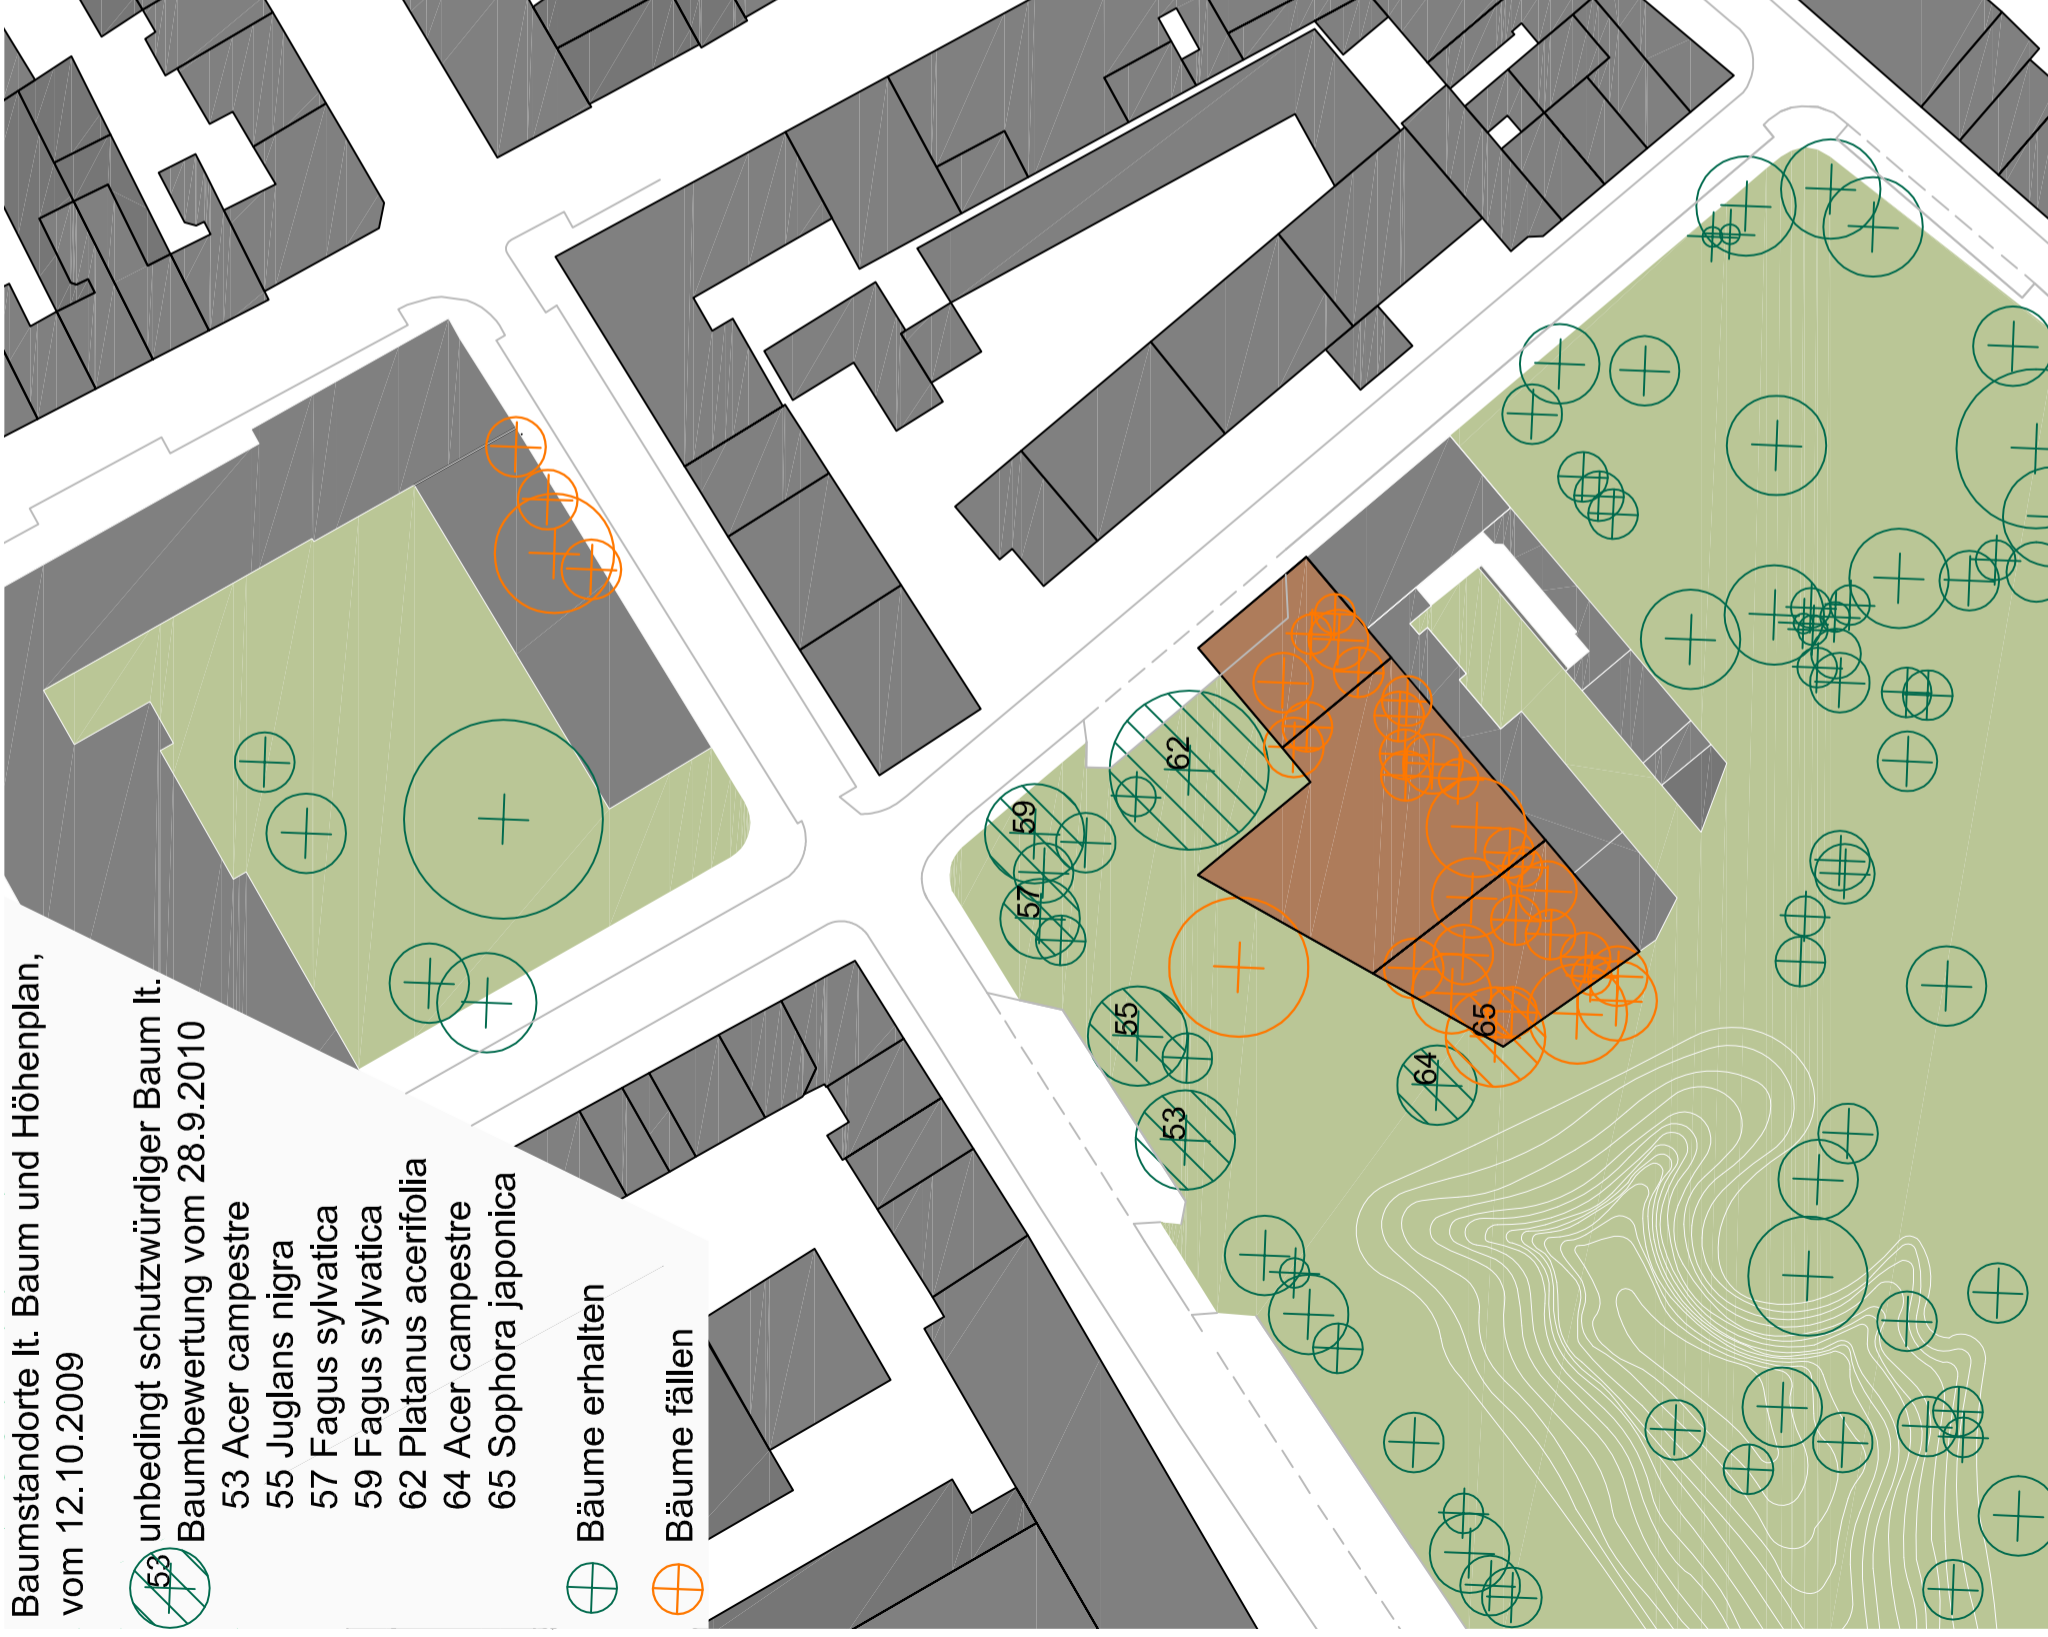 Baumstandorte lt. Baum und Höhenplan,
vom 12.10.2009
53
unbedingt schutzwürdiger Baum lt.
Baumbewertung vom 28.9.2010
53 Acer campestre
55 Juglans nigra
57 Fagus sylvatica
59 Fagus sylvatica
62 Platanus acerifolia
64 Acer campestre
65 Sophora japonica
Bäume erhalten
Bäume fällen
53
55
57
59
62
64
65